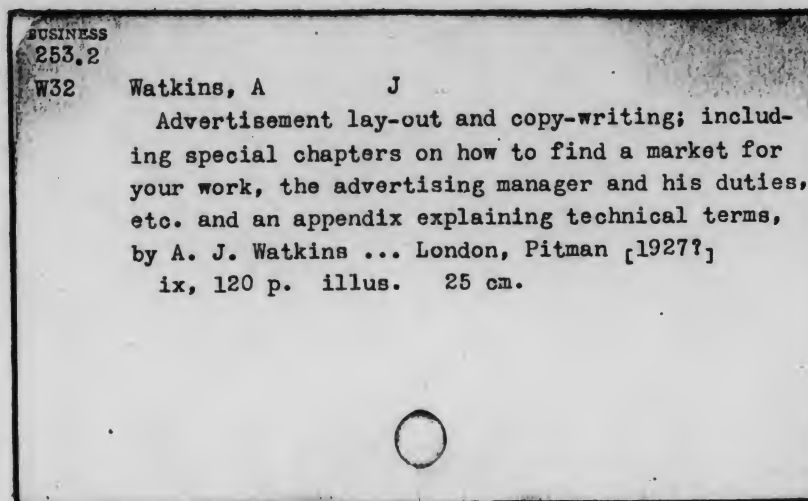 BUSINESS
253.2
W32 Watkins, A J
Advertisement lay-out and copy-writing; includ-
ing special chapters on how to find a market for
your work, the advertising manager and his duties,
etc. and an appendix explaining technical terms,
by A. J. Watkins ... London, Pitman [1927?]
ix, 120 p. illus. 25 cm.